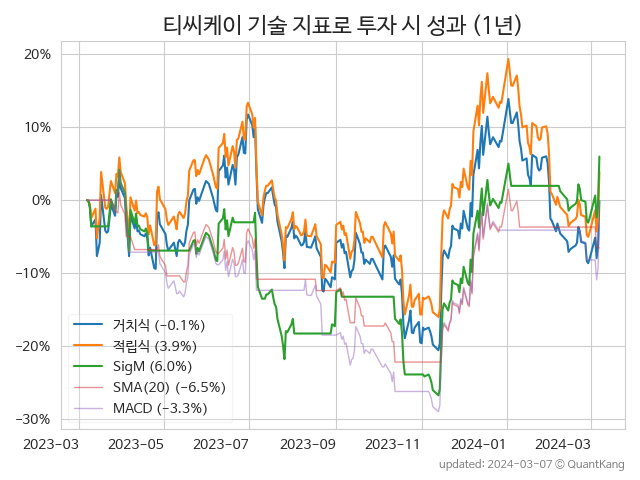 티씨케이 기술 지표로 투자 시 성과 (1년)
20%
10%
0%
−10%
−20%
−30%
거치식 (−0.1%)
적립식 (3.9%)
SigM (6.0%)
SMA(20) (−6.5%)
MACD (−3.3%)
2023−03
2023−05
2023−07
2023−09
2023−11
2024−01
2024−03
updated: 2024-03-07 © QuantKang